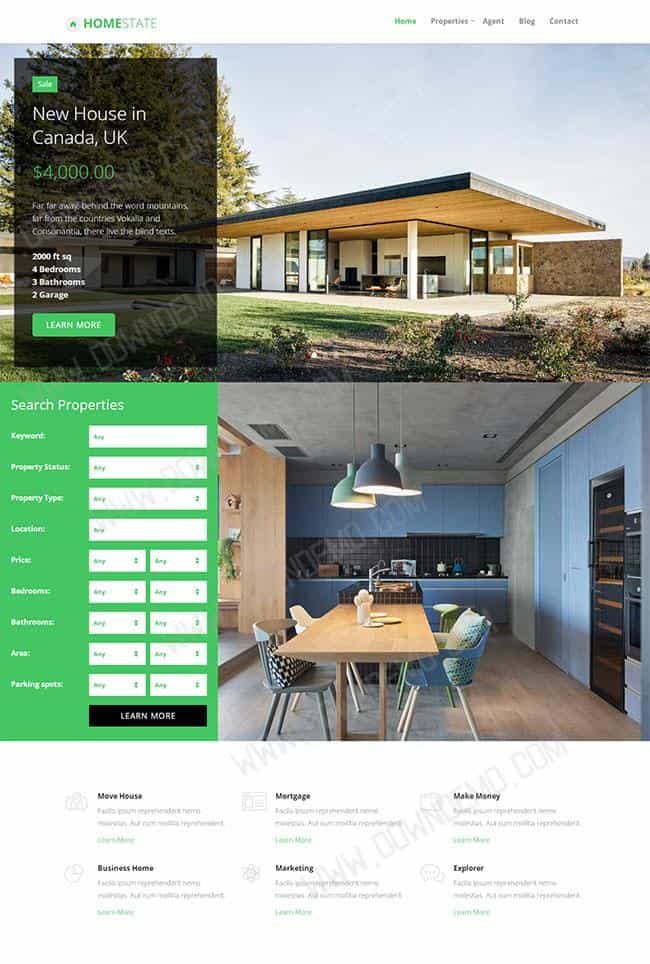 HOMESTATE
Home Properties Agent Blog Contact
Sale
New House in
Canada, UK
$4,000.00
Far far away, behind the word mountains,
far from the countries Vokalia and
Consonantia, there live the blind texts.
2000 ft sq
4 Bedrooms
3 Bathrooms
2 Garage
LEARN MORE
Search Properties
Keyword: Any
Property Status: Any
Property Type: Any
Location: Any
Price: Any Any
Bedrooms: Any Any
Bathrooms: Any Any
Area: Any Any
Parking spots: Any Any
LEARN MORE
Move House
Facilis ipsum reprehenderit nemo
molestias. Aut cum mollitia reprehenderit.
Learn More
Mortgage
Facilis ipsum reprehenderit nemo
molestias. Aut cum mollitia reprehenderit.
Learn More
Make Money
Facilis ipsum reprehenderit nemo
molestias. Aut cum mollitia reprehenderit.
Learn More
Business Home
Facilis ipsum reprehenderit nemo
molestias. Aut cum mollitia reprehenderit.
Learn More
Marketing
Facilis ipsum reprehenderit nemo
molestias. Aut cum mollitia reprehenderit.
Learn More
Explorer
Facilis ipsum reprehenderit nemo
molestias. Aut cum mollitia reprehenderit.
Learn More
WWW.DOWNDEMO.COM